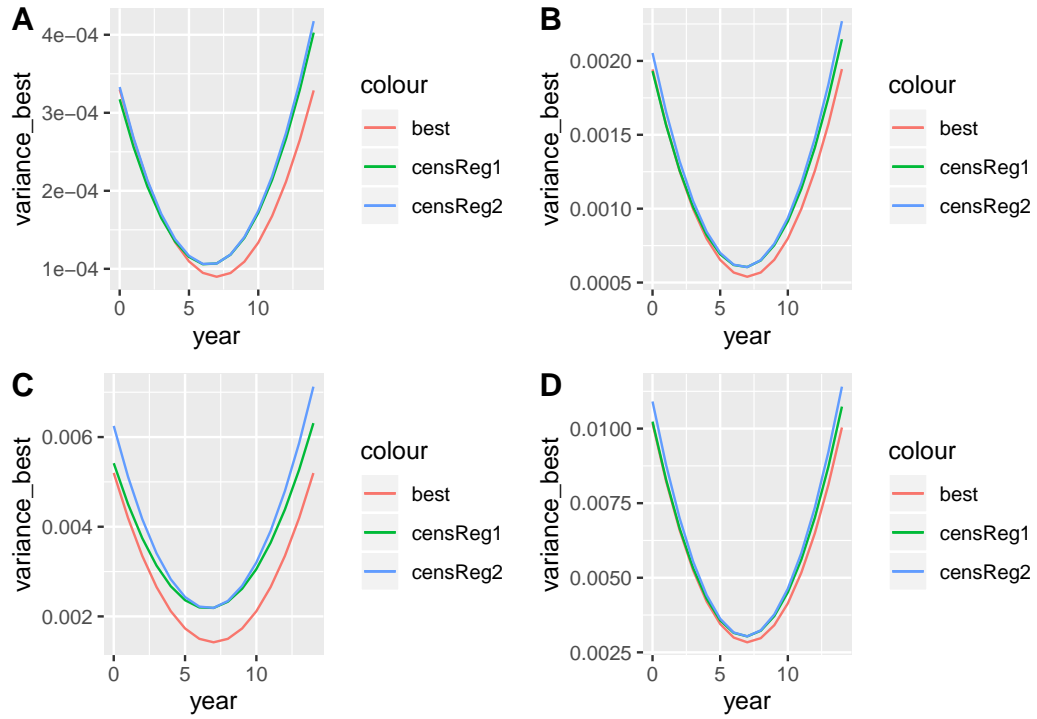 A
variance_best
4e−04
3e−04
2e−04
1e−04
0 10
year
colour
best
censReg1
censReg2
B
variance_best
0.0020
0.0015
0.0010
0.0005
0 5 10
year
colour
best
censReg1
censReg2
C
variance_best
0.006
0.004
0.002
0 5 10
year
colour
best
censReg1
censReg2
D
variance_best
0.0100
0.0075
0.0050
0.0025
0 5 10
year
colour
best
censReg1
censReg2